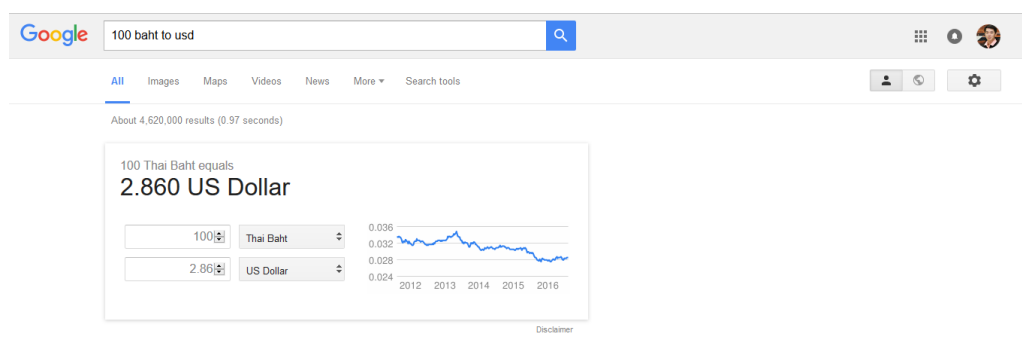 Google 100 baht to usd
All Images Maps Videos News More Search tools
About 4,620,000 results (0.97 seconds)
100 Thai Baht equals
2.860 US Dollar
100 Thai Baht
2.86 US Dollar
0.036
0.032
0.028
0.024
2012 2013 2014 2015 2016
Disclaimer